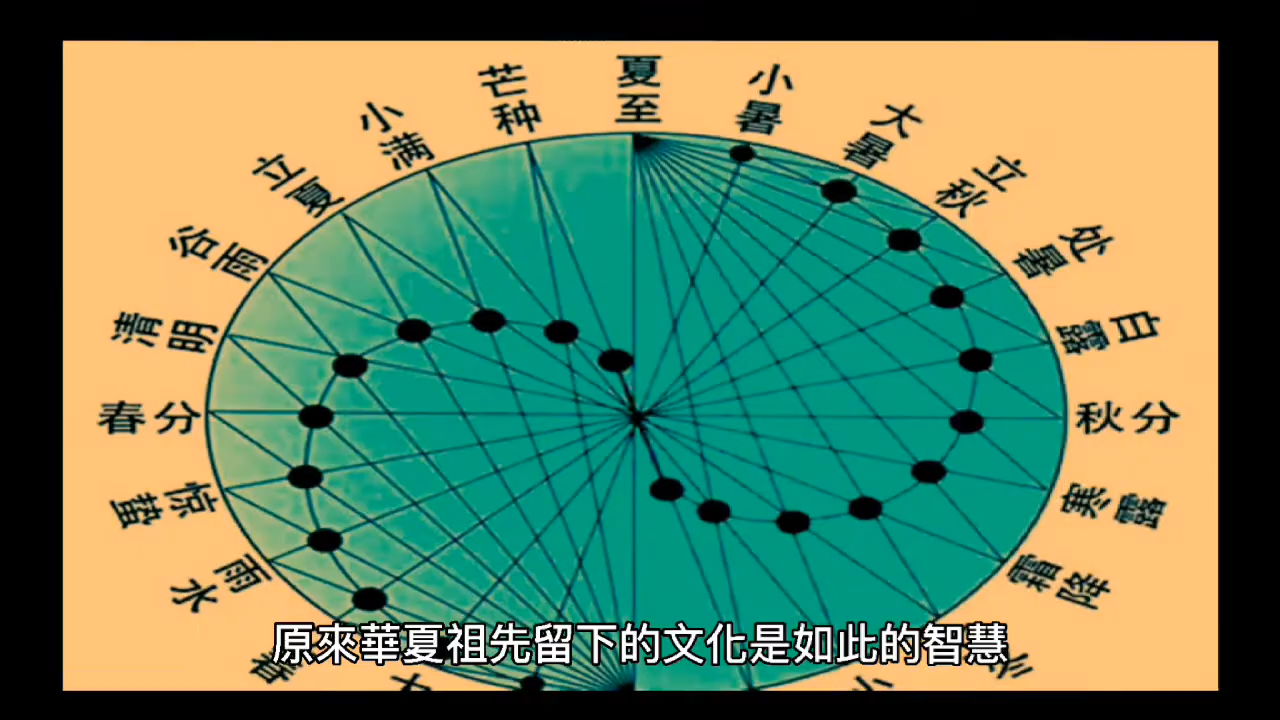 夏至
小暑
大暑
立秋
处暑
白露
秋分
寒露
霜降
春分
清明
谷雨
立夏
小满
芒种
惊蛰
雨水
原來華夏祖先留下的文化是如此的智慧